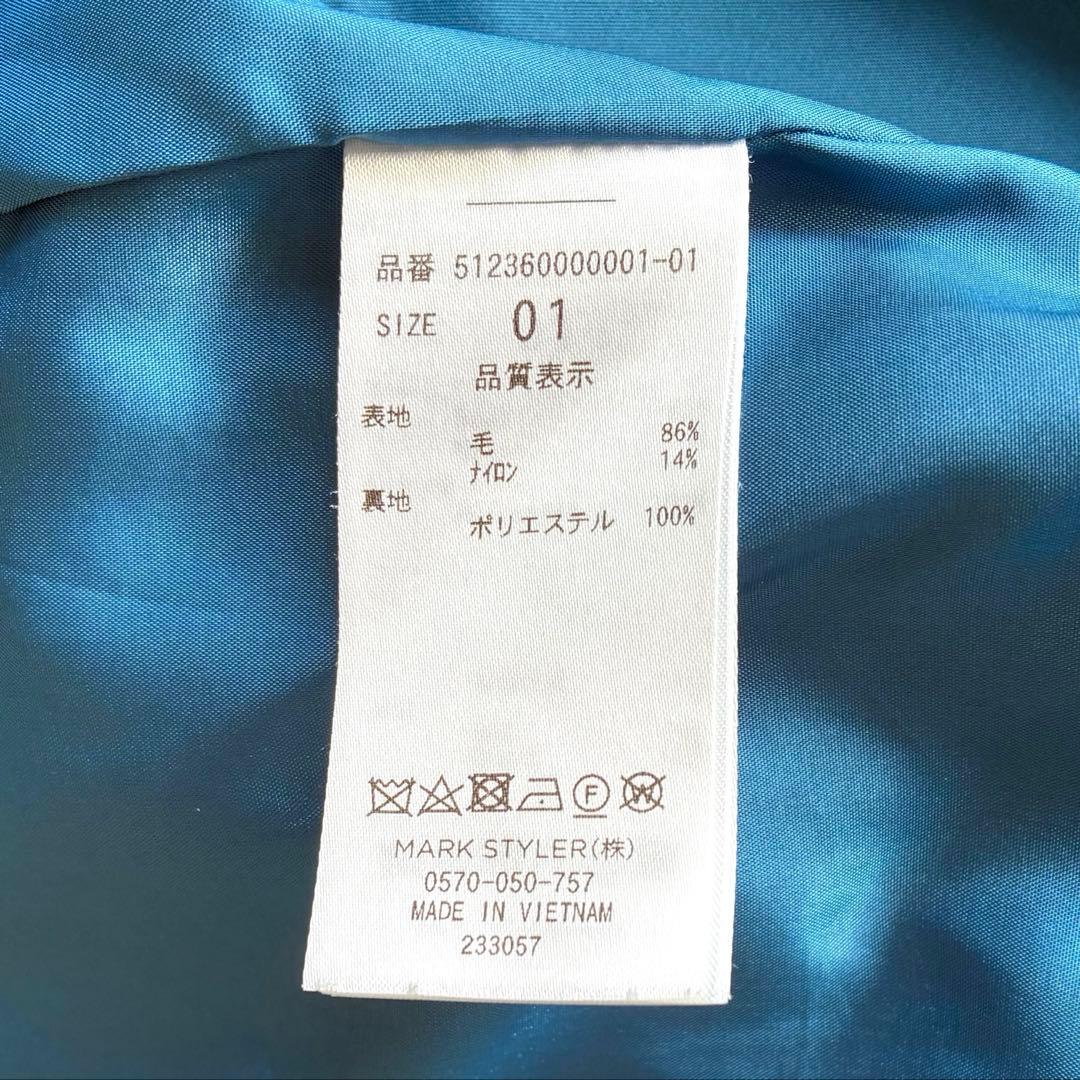 品番 512360000001-01
SIZE 01
品質表示
表地
毛 86%
ナイロン 14%
裏地
ポリエステル 100%
F W
MARK STYLER(株)
0570-050-757
MADE IN VIETNAM
233057